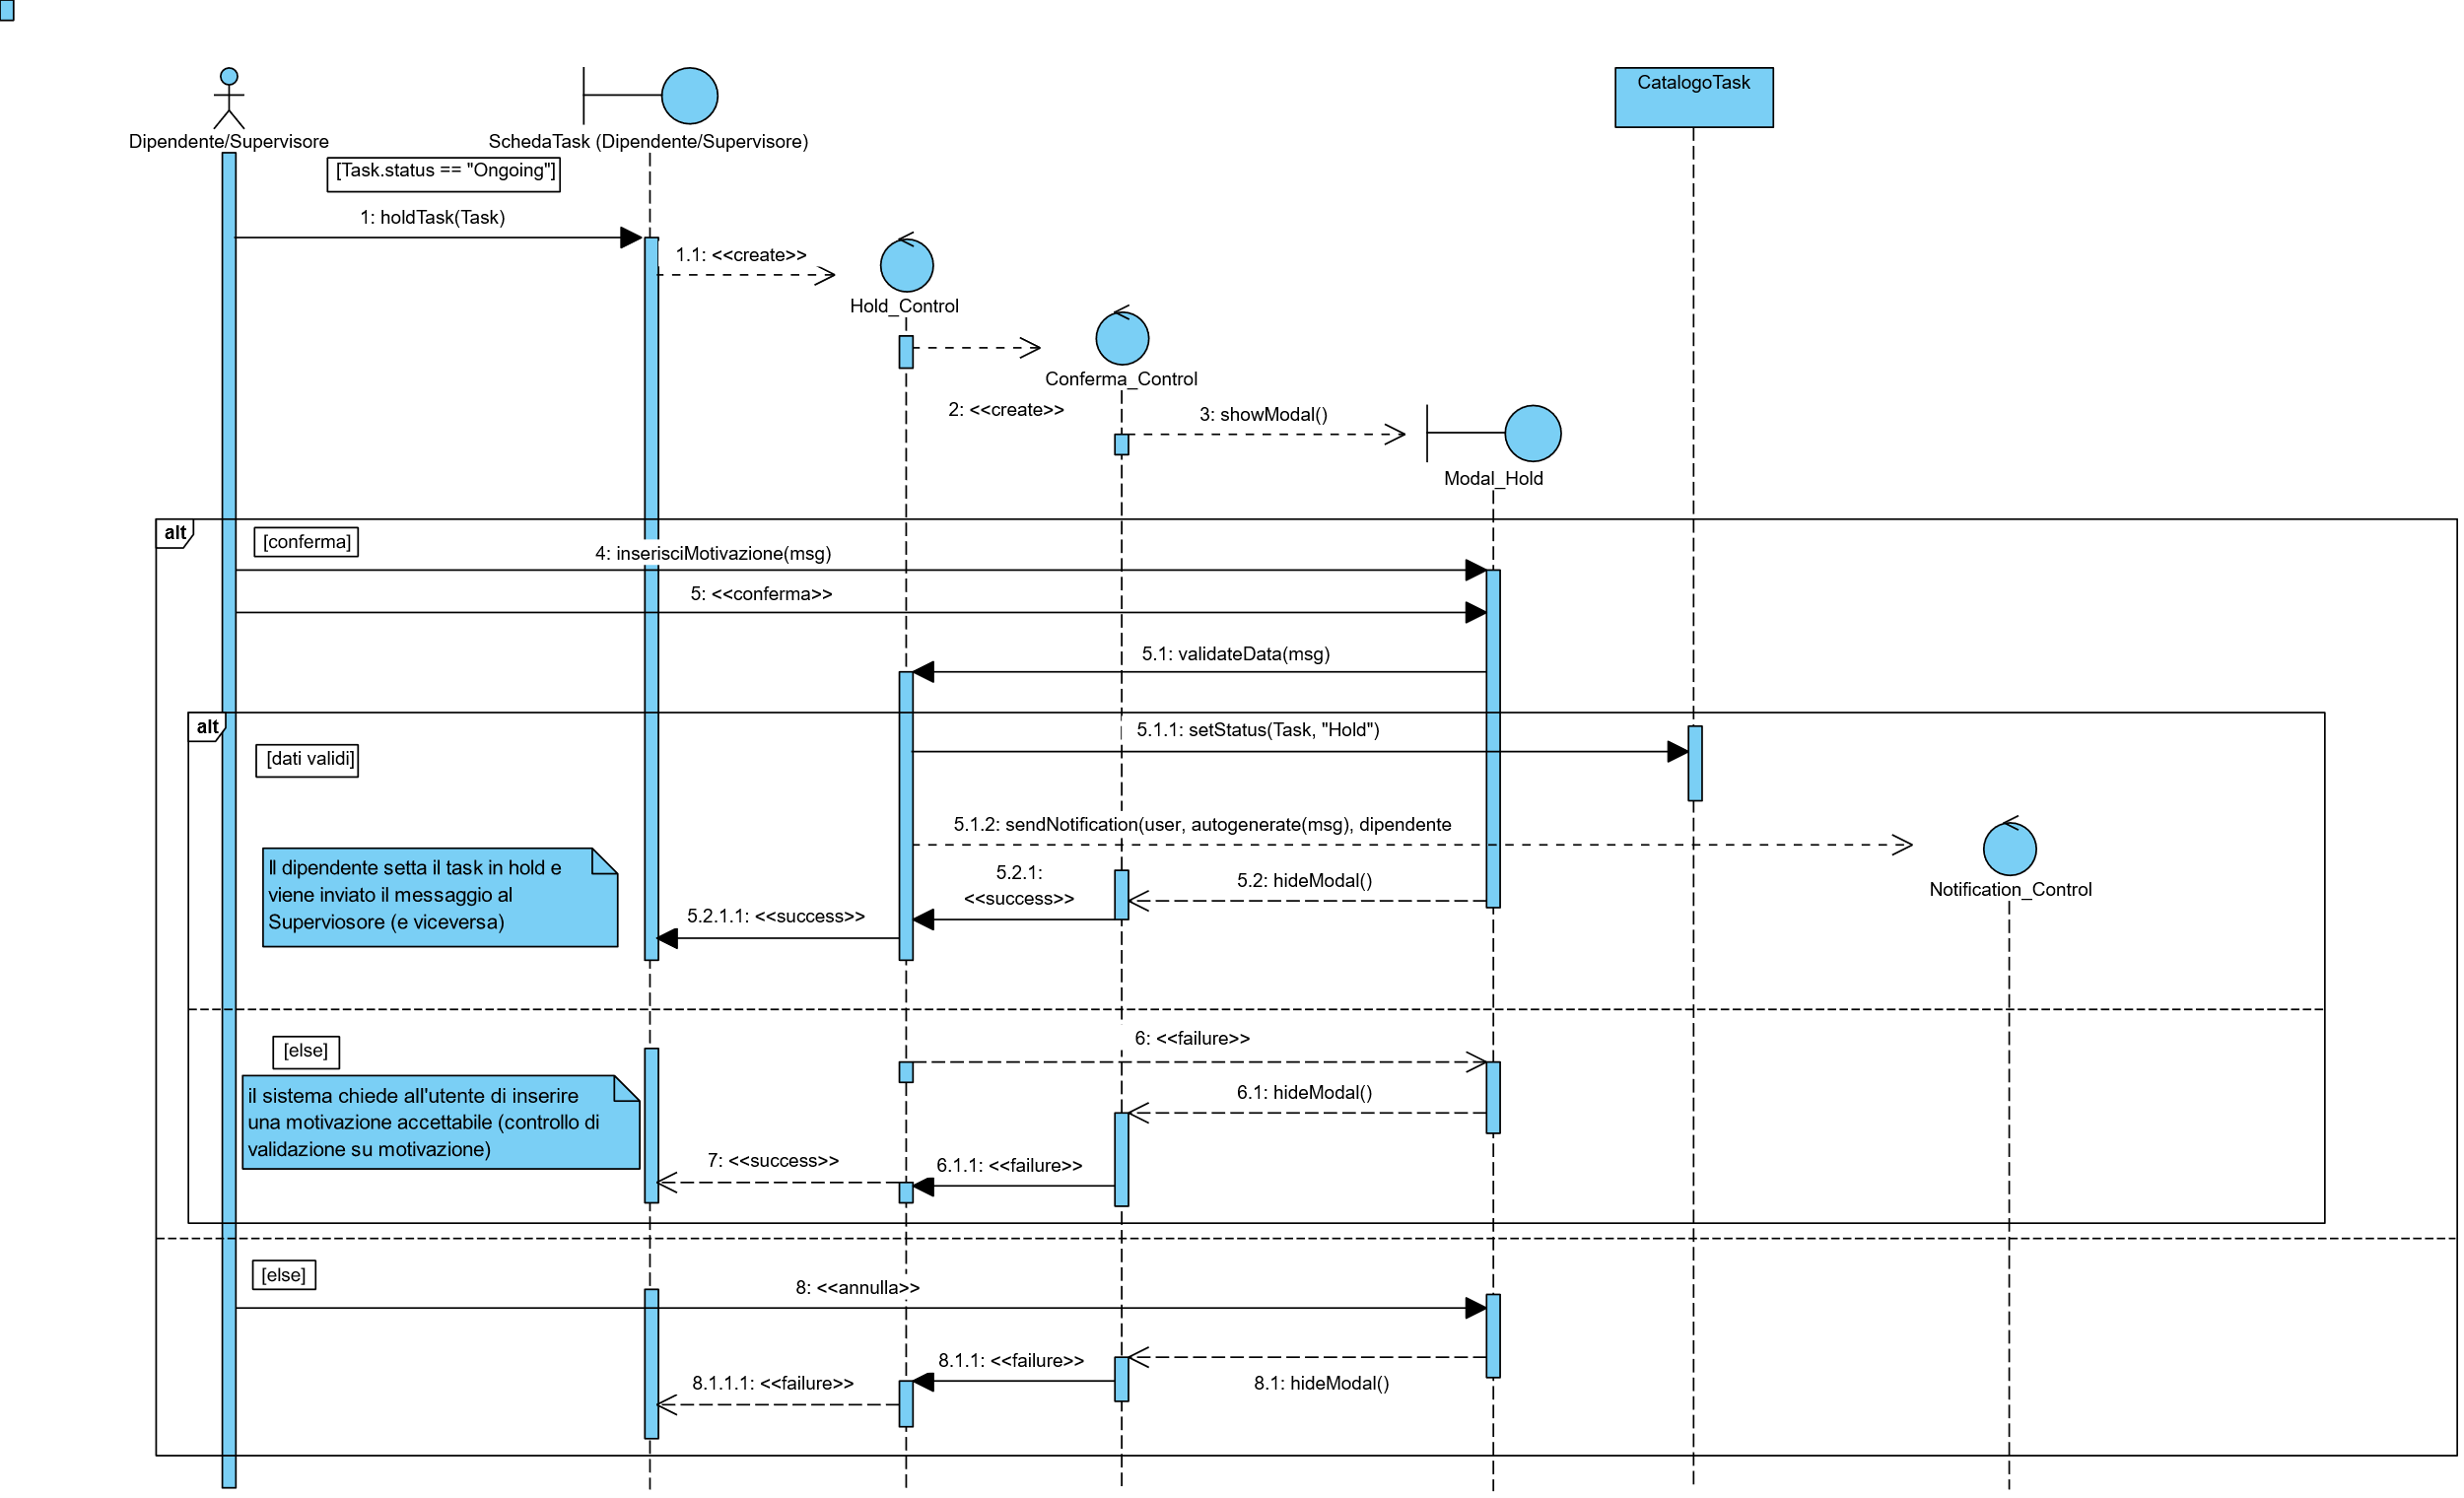 CatalogoTask
Dipendente/Supervisore
SchedaTask (Dipendente/Supervisore)
[Task.status == "Ongoing"]
1: holdTask(Task)
1.1: <<create>>
Hold_Control
Conferma_Control
2: <<create>>
3: showModal()
Modal_Hold
alt
[conferma]
4: inserisciMotivazione(msg)
5: <<conferma>>
5.1: validateData(msg)
alt
5.1.1: setStatus(Task, "Hold")
[dati validi]
5.1.2: sendNotification(user, autogenerate(msg), dipendente
Il dipendente setta il task in hold e
viene inviato il messaggio al
Superviosore (e viceversa)
5.2.1:
<<success>>
5.2: hideModal()
Notification_Control
5.2.1.1: <<success>>
[else]
6: <<failure>>
il sistema chiede all'utente di inserire
una motivazione accettabile (controllo di
validazione su motivazione)
6.1: hideModal()
7: <<success>>
6.1.1: <<failure>>
[else]
8: <<annulla>>
8.1.1: <<failure>>
8.1.1.1: <<failure>>
8.1: hideModal()